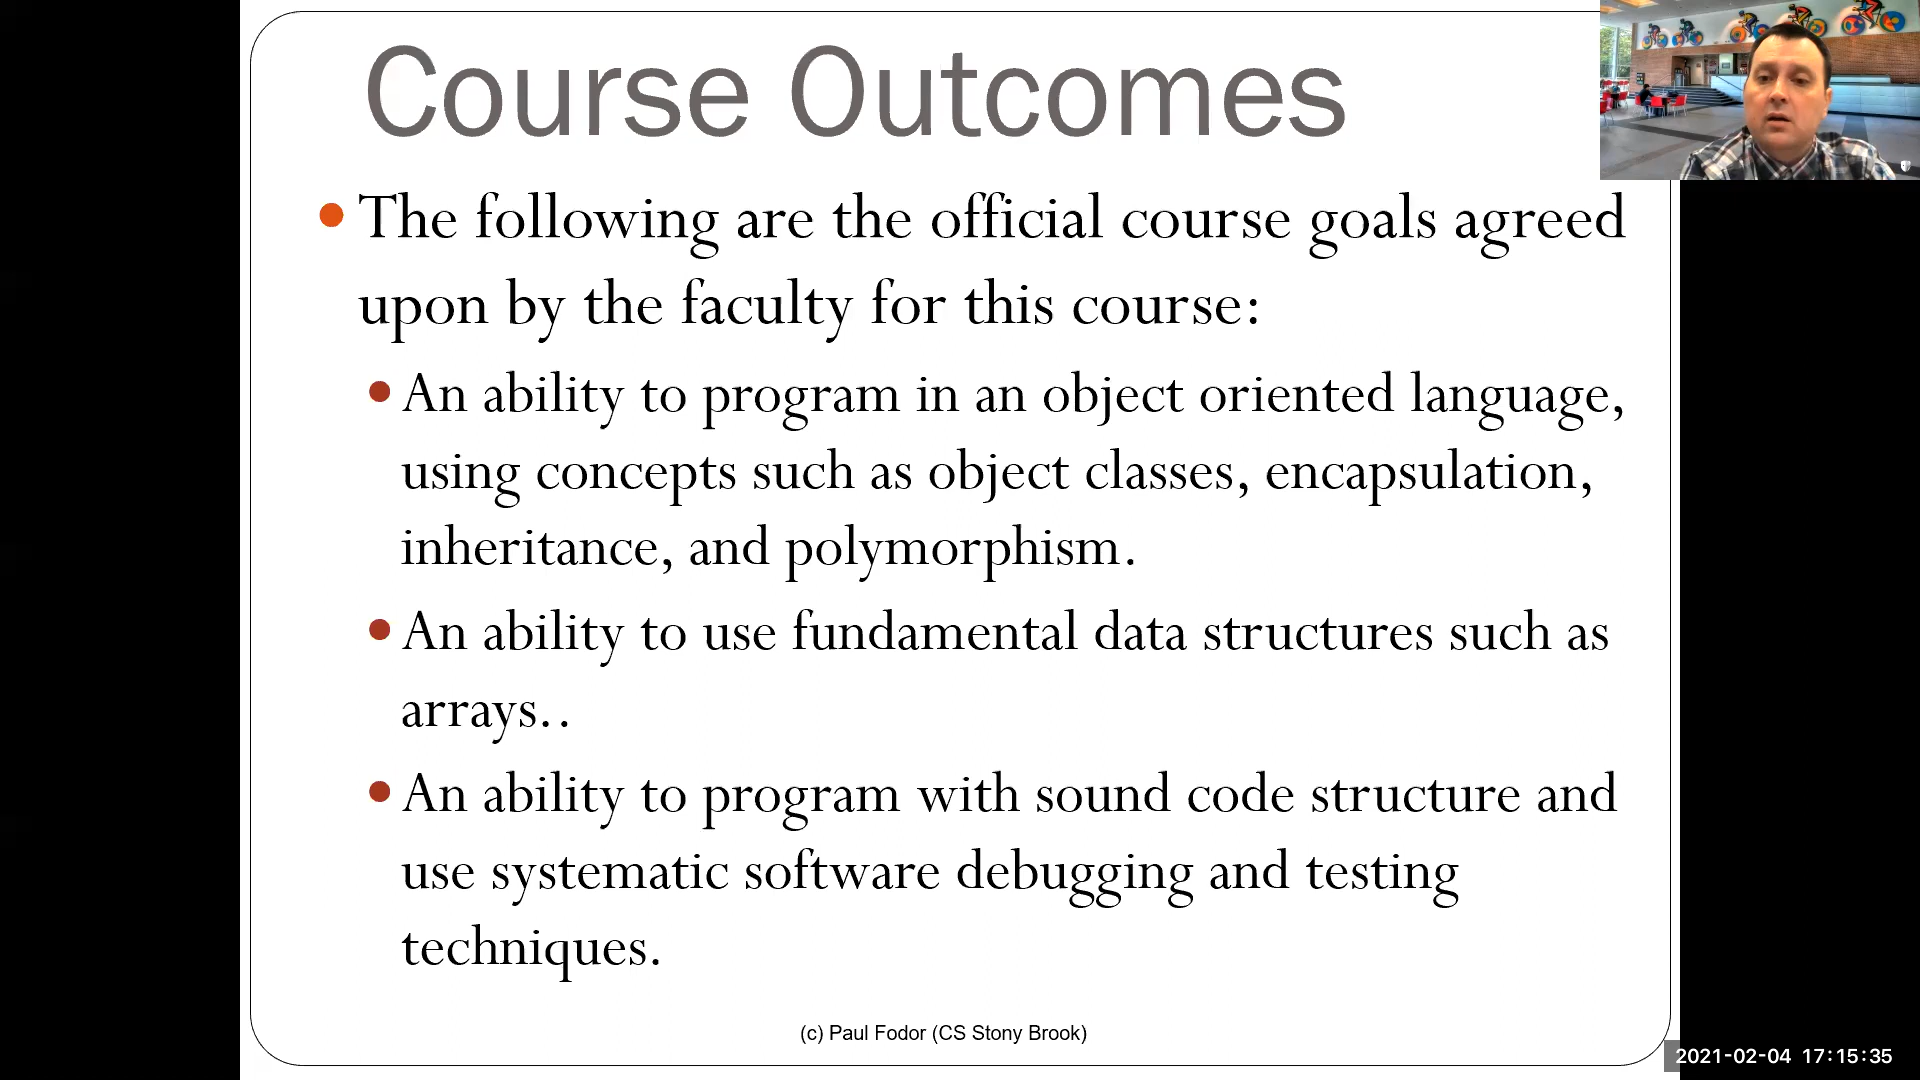 Course Outcomes
The following are the official course goals agreed
upon by the faculty for this course:
An ability to program in an object oriented language,
using concepts such as object classes, encapsulation,
inheritance, and polymorphism.
An ability to use fundamental data structures such as
arrays..
An ability to program with sound code structure and
use systematic software debugging and testing
techniques.
(c) Paul Fodor (CS Stony Brook)
2021-02-04 17:15:35